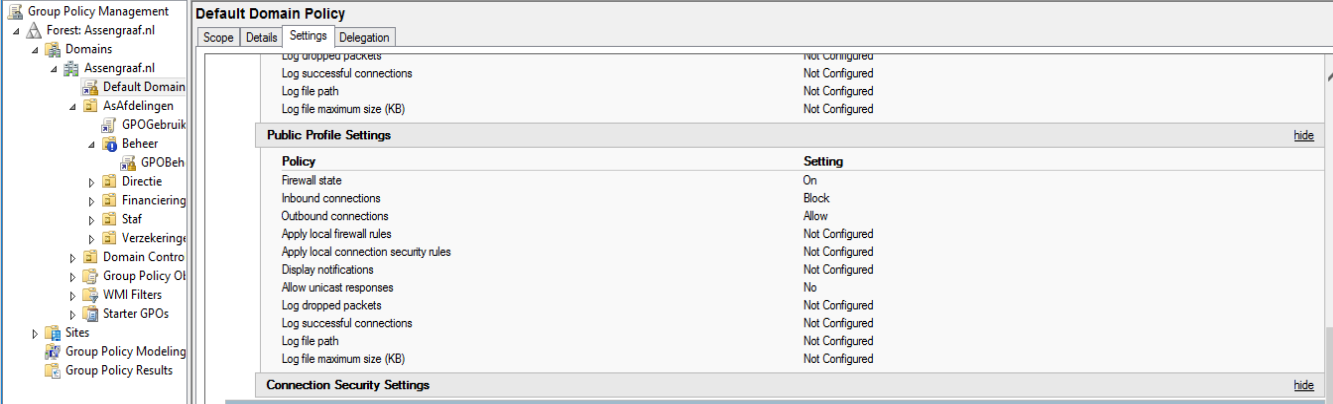 Group Policy Management
Forest: Assengraaf.nl
Domains
Assengraaf.nl
Default Domain
AsAfdelingen
GPOGebruik
Beheer
GPOBeh
Directie
Financiering
Staf
Verzekeringe
Domain Contro
Group Policy Ob
WMI Filters
Starter GPOs
Sites
Group Policy Modeling
Group Policy Results
Default Domain Policy
Scope Details Settings Delegation
Log dropped packets Not Configured
Log successful connections Not Configured
Log file path Not Configured
Log file maximum size (KB) Not Configured
Public Profile Settings hide
Policy Setting
Firewall state On
Inbound connections Block
Outbound connections Allow
Apply local firewall rules Not Configured
Apply local connection security rules Not Configured
Display notifications Not Configured
Allow unicast responses No
Log dropped packets Not Configured
Log successful connections Not Configured
Log file path Not Configured
Log file maximum size (KB) Not Configured
Connection Security Settings hide